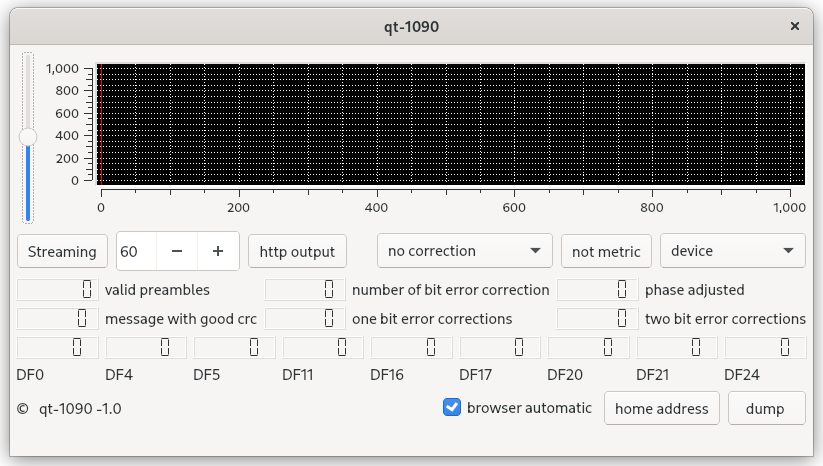 qt-1090 ×
1,000
800
600
400
200
0
0 200 400 600 800 1,000
Streaming 60 − + http output no correction not metric device
0 valid preambles 0 number of bit error correction 0 phase adjusted
0 message with good crc 0 one bit error corrections 0 two bit error corrections
0 0 0 0 0 0 0 0 0
DF0 DF4 DF5 DF11 DF16 DF17 DF20 DF21 DF24
© qt-1090 -1.0 browser automatic home address dump